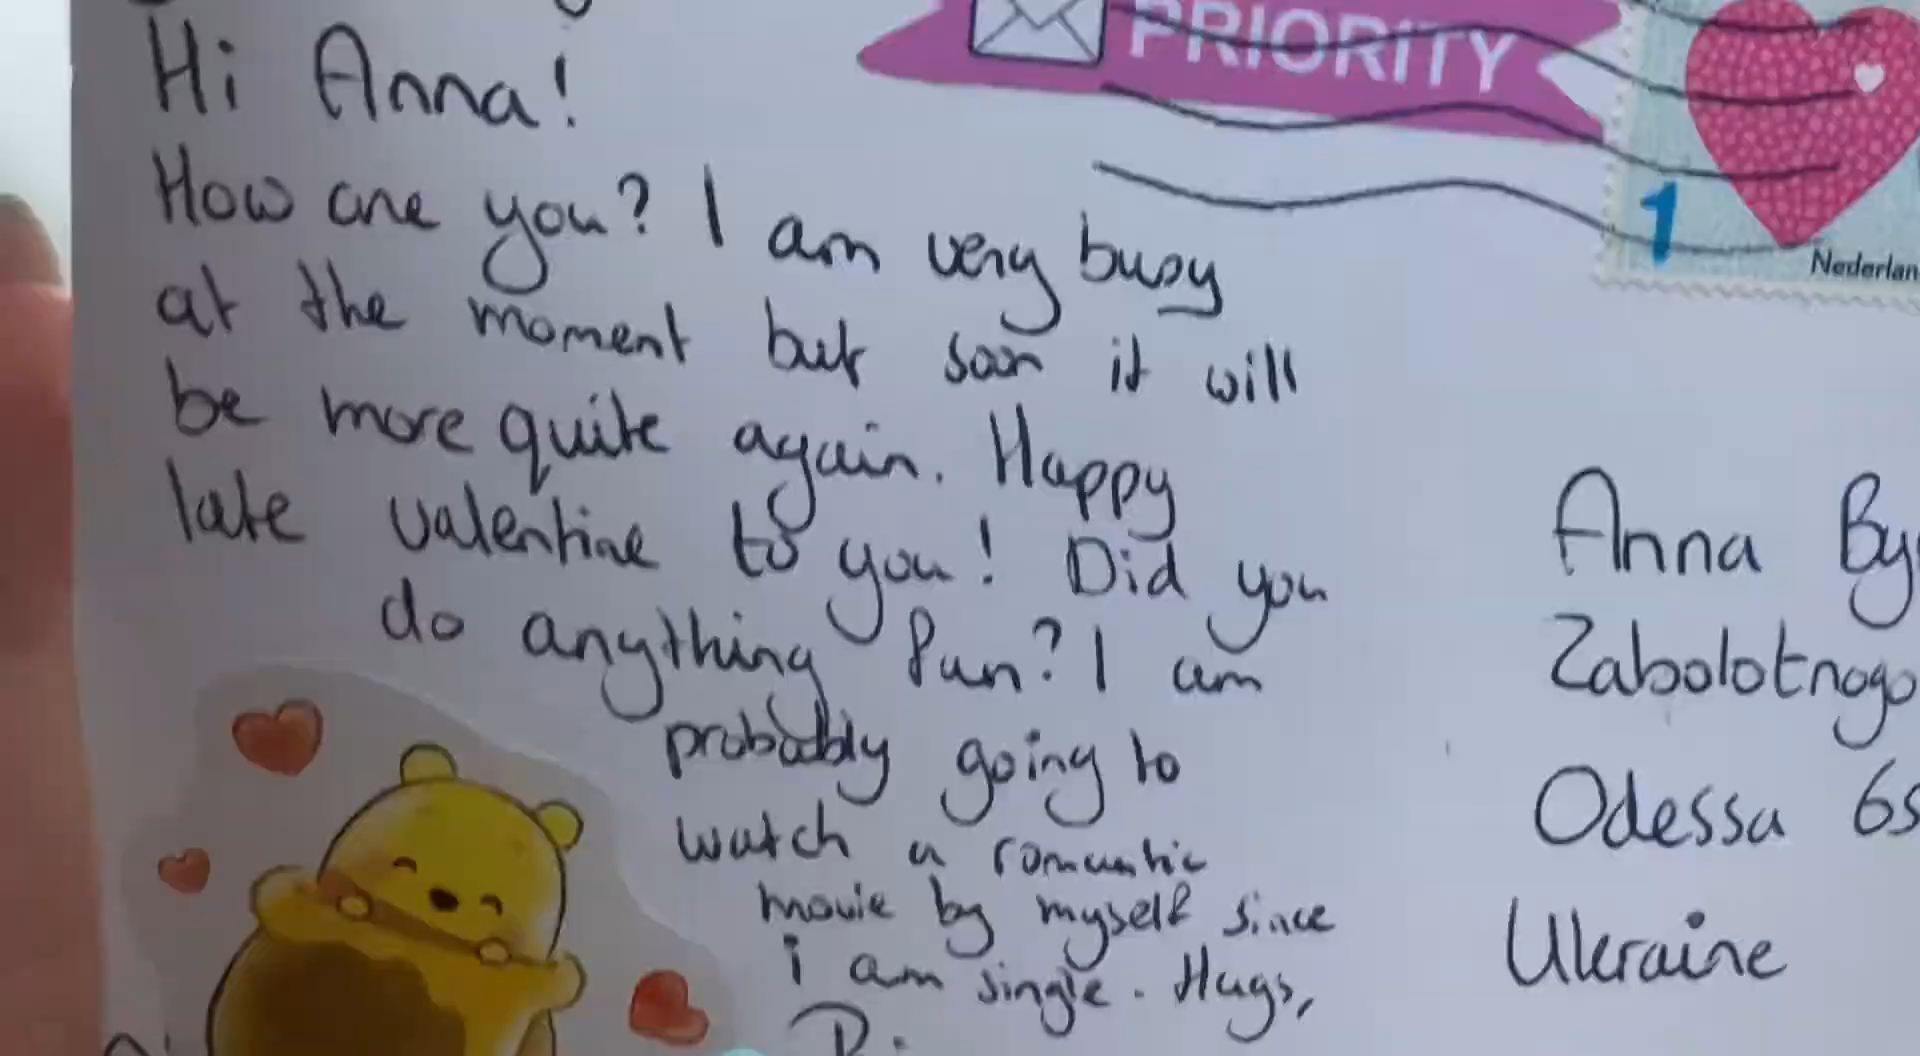 Hi Anna!
How are you? I am very busy
at the moment but soon it will
be more quite again. Happy
late valentine to you! Did you
do anything fun? I am
probably going to
watch a romantic
movie by myself since
i am single. Hugs,
PRIORITY
1
Nederlan
Anna By
Zabolotnogo
Odessa 65
Ukraine